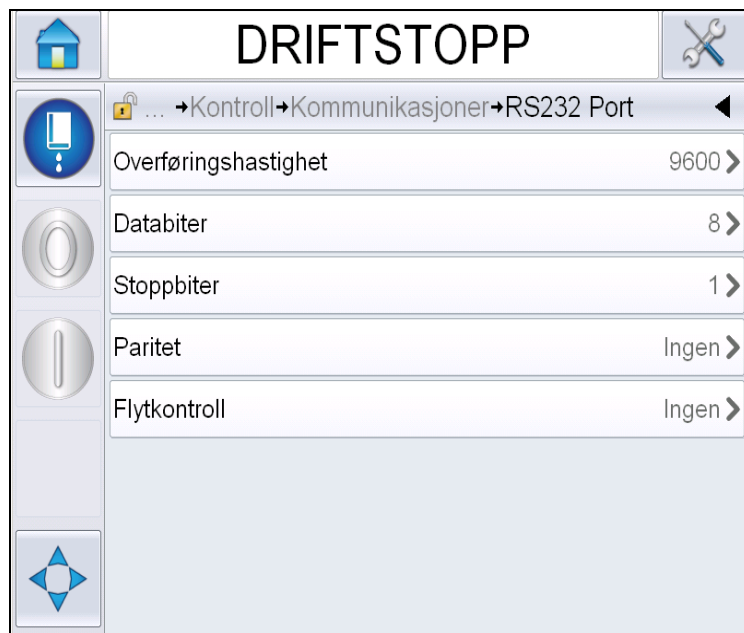 DRIFTSTOPP
... →Kontroll→Kommunikasjoner→RS232 Port
Overføringshastighet 9600
Databiter 8
Stoppbiter 1
Paritet Ingen
Flytkontroll Ingen